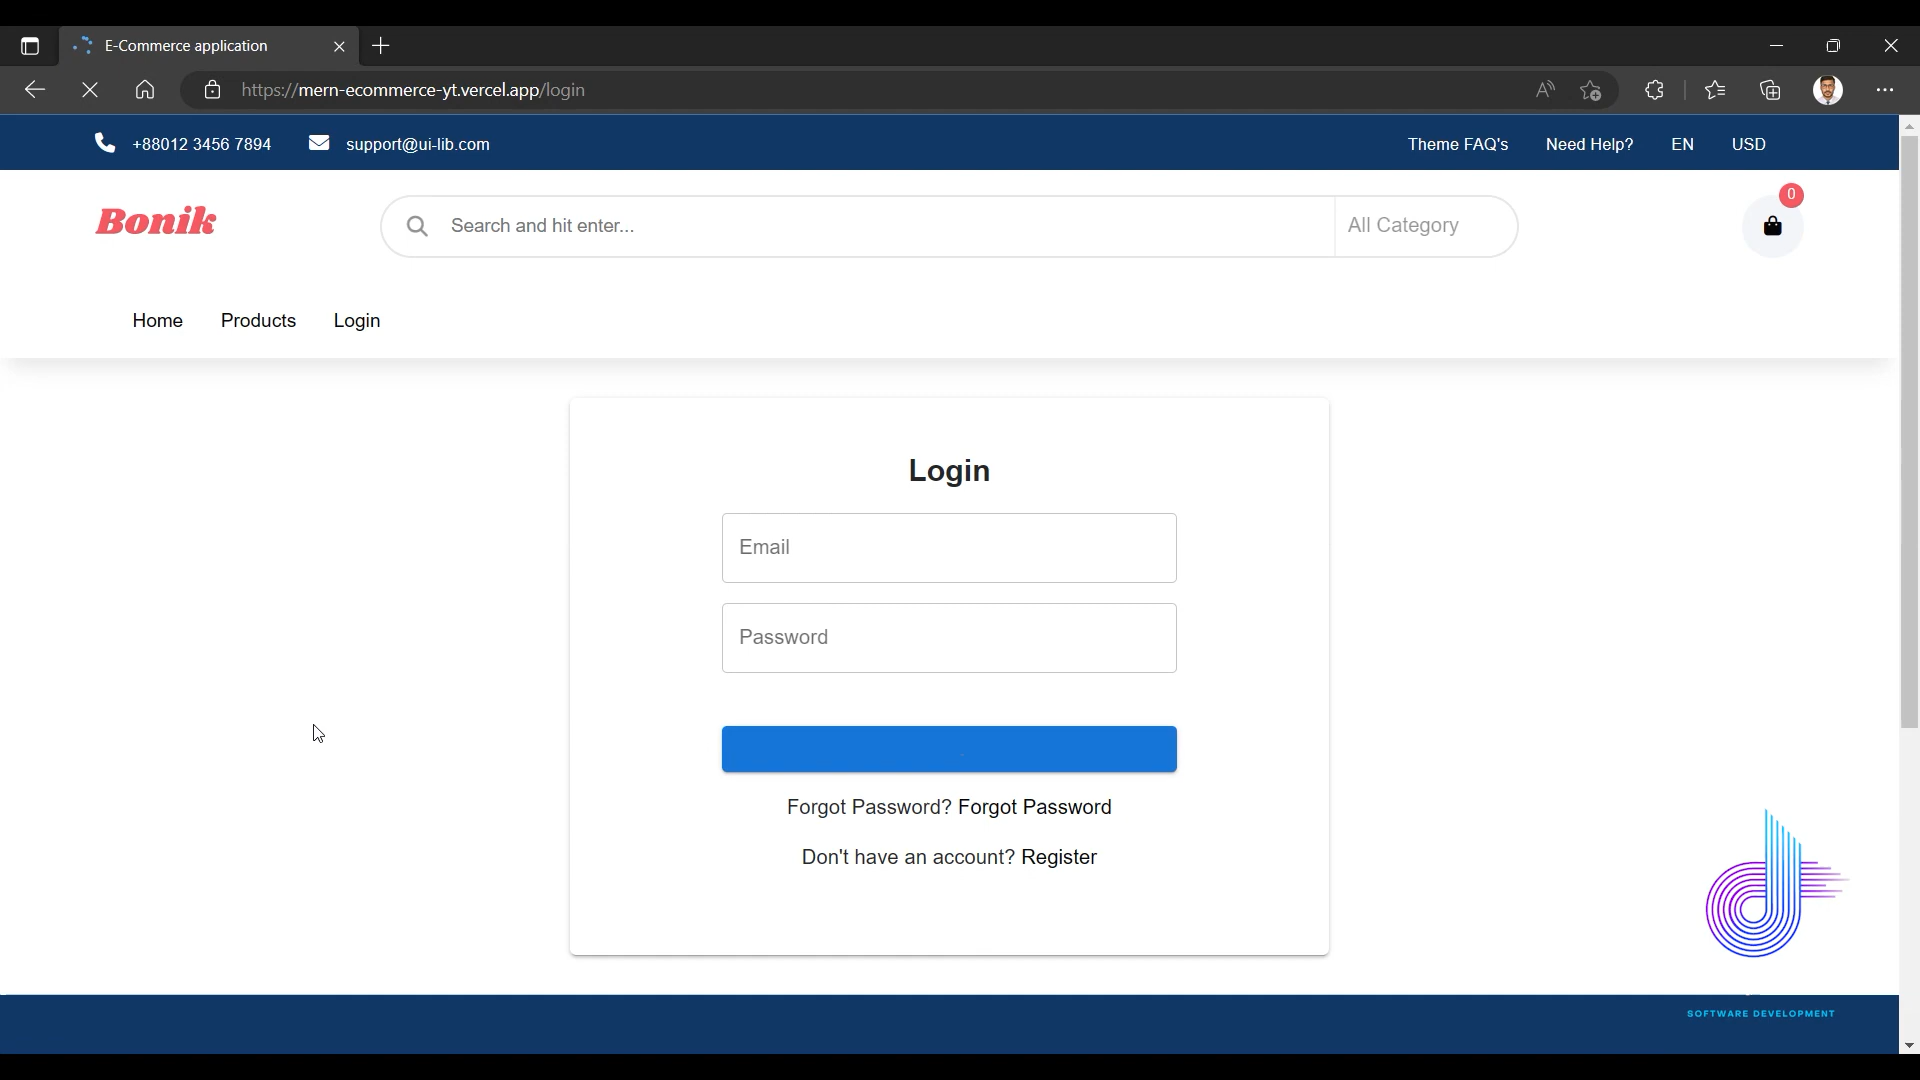 E-Commerce application
https://mern-ecommerce-yt.vercel.app/login
+88012 3456 7894 support@ui-lib.com Theme FAQ's Need Help? EN USD
Bonik Search and hit enter... All Category 0
Home Products Login
Login
Email
Password
Forgot Password? Forgot Password
Don't have an account? Register
SOFTWARE DEVELOPMENT